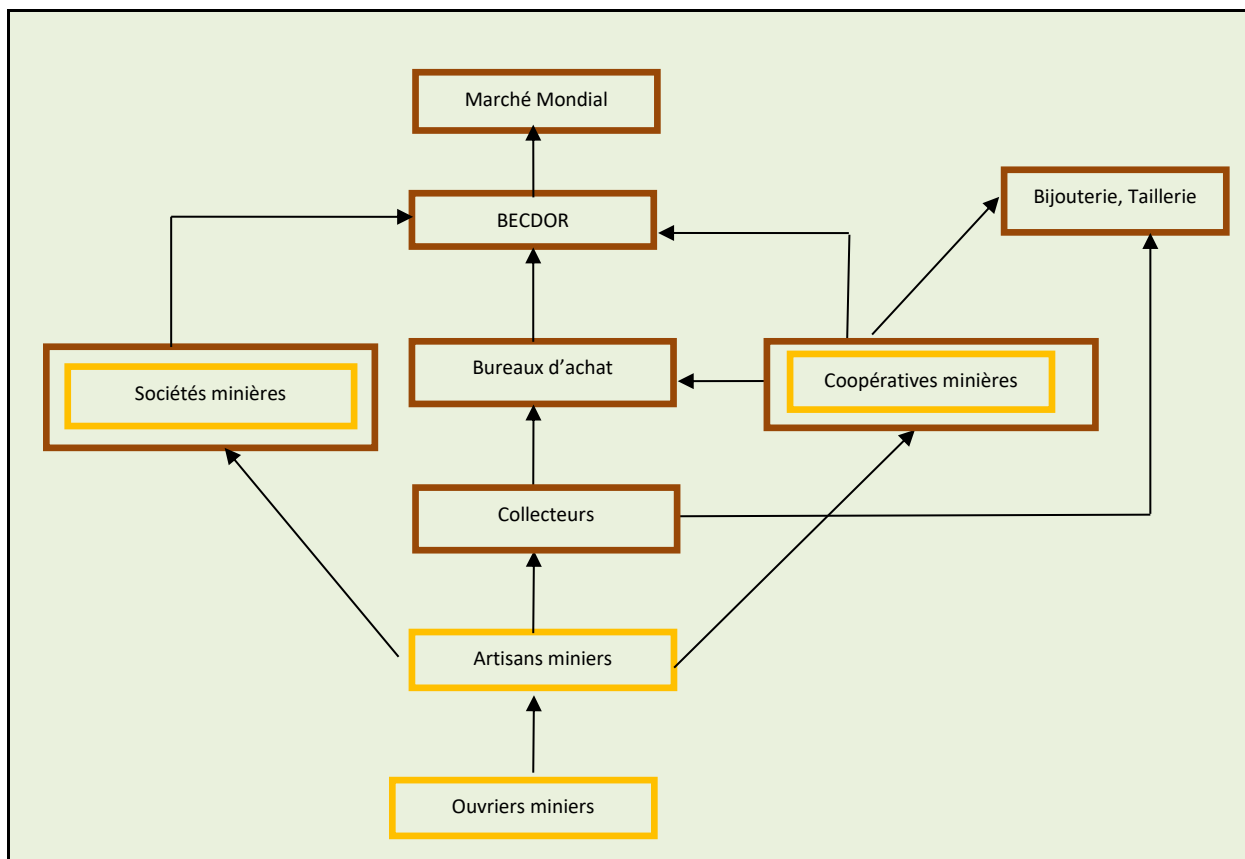 Marché Mondial
BECDOR
Bijouterie, Taillerie
Bureaux d’achat
Sociétés minières
Coopératives minières
Collecteurs
Artisans miniers
Ouvriers miniers